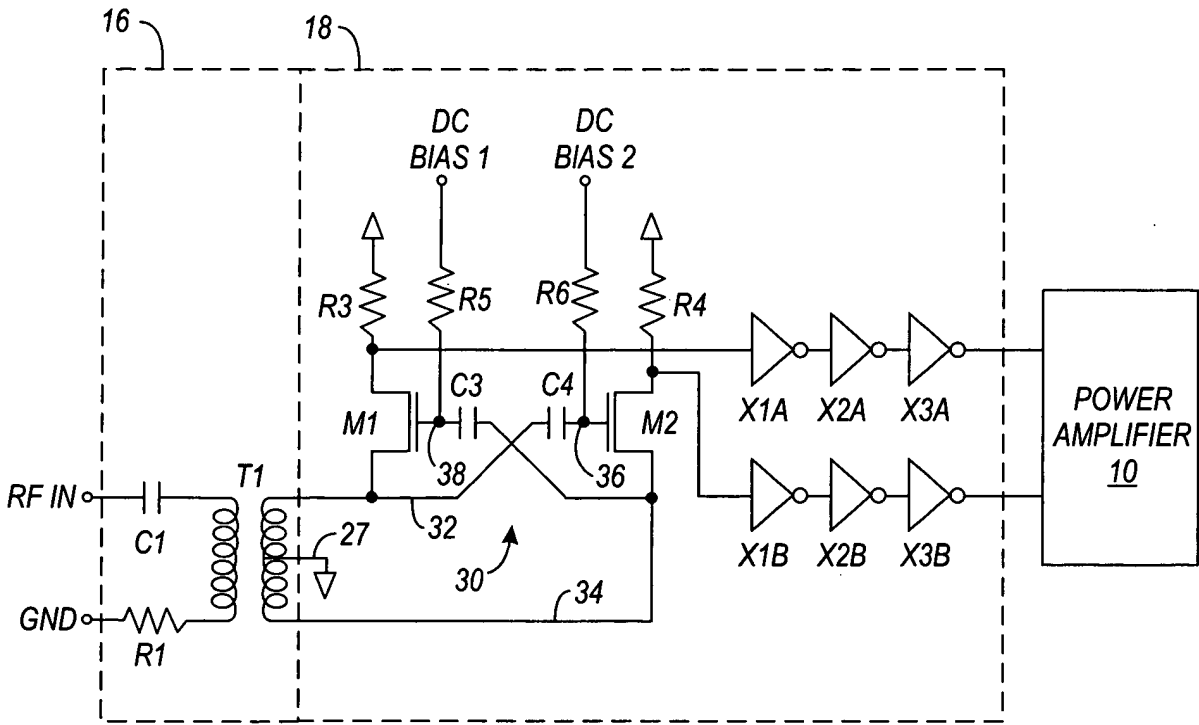 16
18
DC
BIAS 1
DC
BIAS 2
R3
R5
R6
R4
C3
C4
M1
M2
38
36
X1A
X2A
X3A
POWER
AMPLIFIER
10
T1
RF IN
C1
32
27
30
X1B
X2B
X3B
34
GND
R1